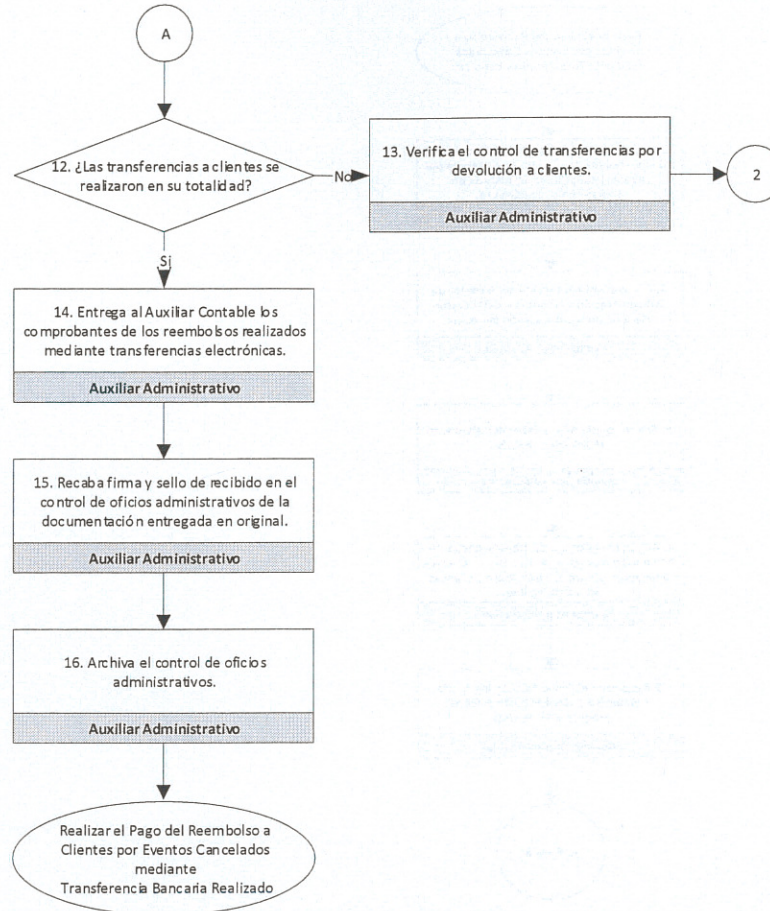 A
12. ¿Las transferencias a clientes se
realizaron en su totalidad?
No
13. Verifica el control de transferencias por
devolución a clientes.
Auxiliar Administrativo
2
Si
14. Entrega al Auxiliar Contable los
comprobantes de los reembolsos realizados
mediante transferencias electrónicas.
Auxiliar Administrativo
15. Recaba firma y sello de recibido en el
control de oficios administrativos de la
documentación entregada en original.
Auxiliar Administrativo
16. Archiva el control de oficios
administrativos.
Auxiliar Administrativo
Realizar el Pago del Reembolso a
Clientes por Eventos Cancelados
mediante
Transferencia Bancaria Realizado